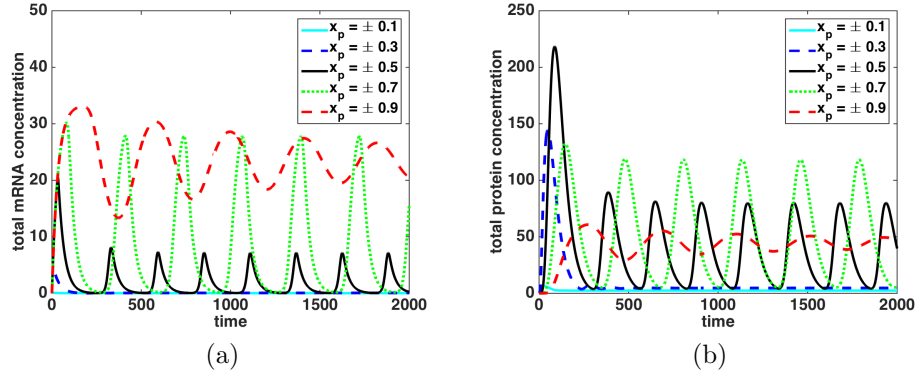 (a)
total mRNA concentration
50
40
30
20
10
0
0
500
1000
1500
2000
time
x_p = ± 0.1
x_p = ± 0.3
x_p = ± 0.5
x_p = ± 0.7
x_p = ± 0.9
(a)
(b)
total protein concentration
250
200
150
100
50
0
0
500
1000
1500
2000
time
x_p = ± 0.1
x_p = ± 0.3
x_p = ± 0.5
x_p = ± 0.7
x_p = ± 0.9
(b)